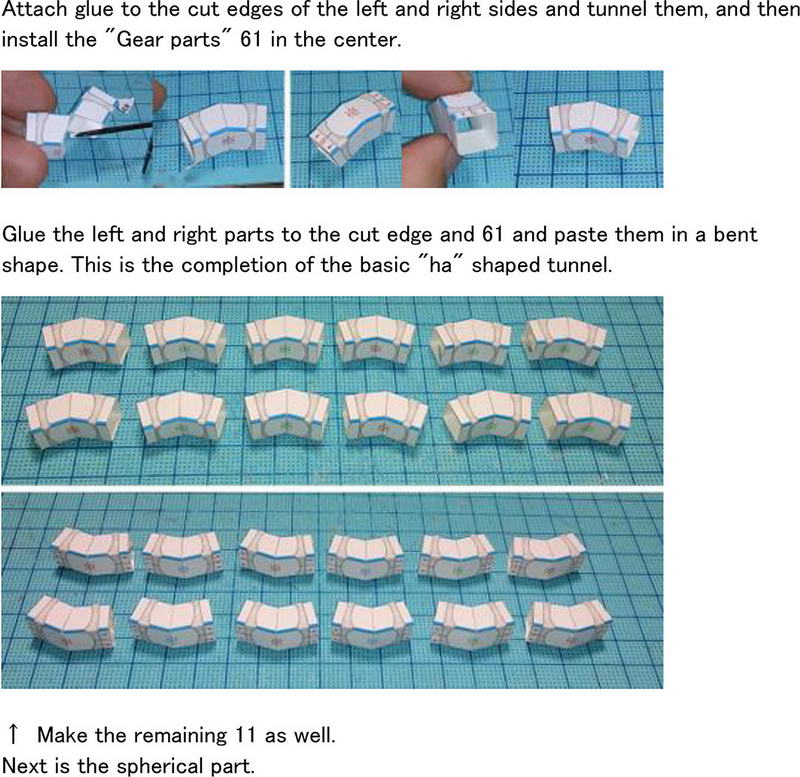 Attach glue to the cut edges of the left and right sides and tunnel them, and then
install the "Gear parts" 61 in the center.
Glue the left and right parts to the cut edge and 61 and paste them in a bent
shape. This is the completion of the basic "ha" shaped tunnel.
↑ Make the remaining 11 as well.
Next is the spherical part.